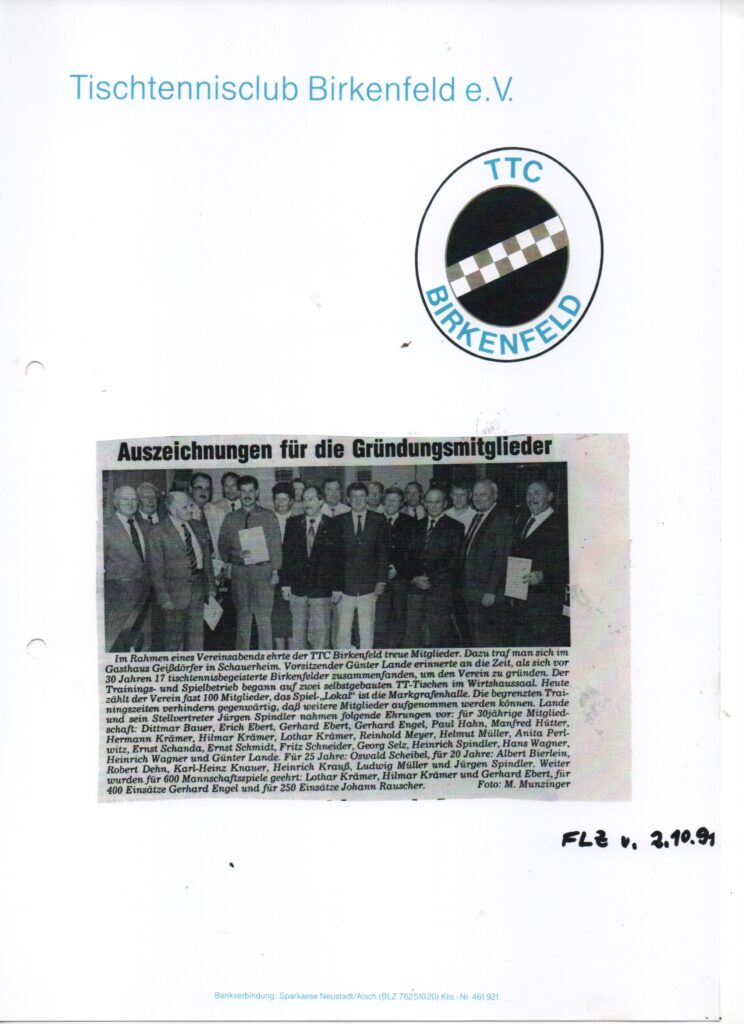 Tischtennisclub Birkenfeld e.V.
TTC
BIRKENFELD
Auszeichnungen für die Gründungsmitglieder
Im Rahmen eines Vereinsabends ehrte der TTC Birkenfeld treue Mitglieder. Dazu traf man sich im
Gasthaus Geißdörfer in Schauerheim. Vorsitzender Günter Lande erinnerte an die Zeit, als sich vor
30 Jahren 17 tischtennisbegeisterte Birkenfelder zusammenfanden, um den Verein zu gründen. Der
Trainings- und Spielbetrieb begann auf zwei selbstgebauten TT-Tischen im Wirtshaussaal. Heute
zählt der Verein fast 100 Mitglieder, das Spiel-„Lokal" ist die Markgrafenhalle. Die begrenzten Trai-
ningszeiten verhindern gegenwärtig, daß weitere Mitglieder aufgenommen werden können. Lande
und sein Stellvertreter Jürgen Spindler nahmen folgende Ehrungen vor: für 30jährige Mitglied-
schaft: Dittmar Bauer, Erich Ebert, Gerhard Ebert, Gerhard Engel, Paul Hahn, Manfred Hütter,
Hermann Krämer, Hilmar Krämer, Lothar Krämer, Reinhold Meyer, Helmut Müller, Anita Perl-
witz, Ernst Schanda, Ernst Schmidt, Fritz Schneider, Georg Selz, Heinrich Spindler, Hans Wagner,
Heinrich Wagner und Günter Lande. Für 25 Jahre: Oswald Scheibel, für 20 Jahre: Albert Bierlein,
Robert Dehn, Karl-Heinz Knauer, Heinrich Krauß, Ludwig Müller und Jürgen Spindler. Weiter
wurden für 600 Mannschaftsspiele geehrt: Lothar Krämer, Hilmar Krämer und Gerhard Ebert, für
400 Einsätze Gerhard Engel und für 250 Einsätze Johann Rauscher. Foto: M. Munzinger
FLZ v. 2.10.91
Bankverbindung: Sparkasse Neustadt/Aisch (BLZ 762 510 20) Kto.-Nr. 461 921